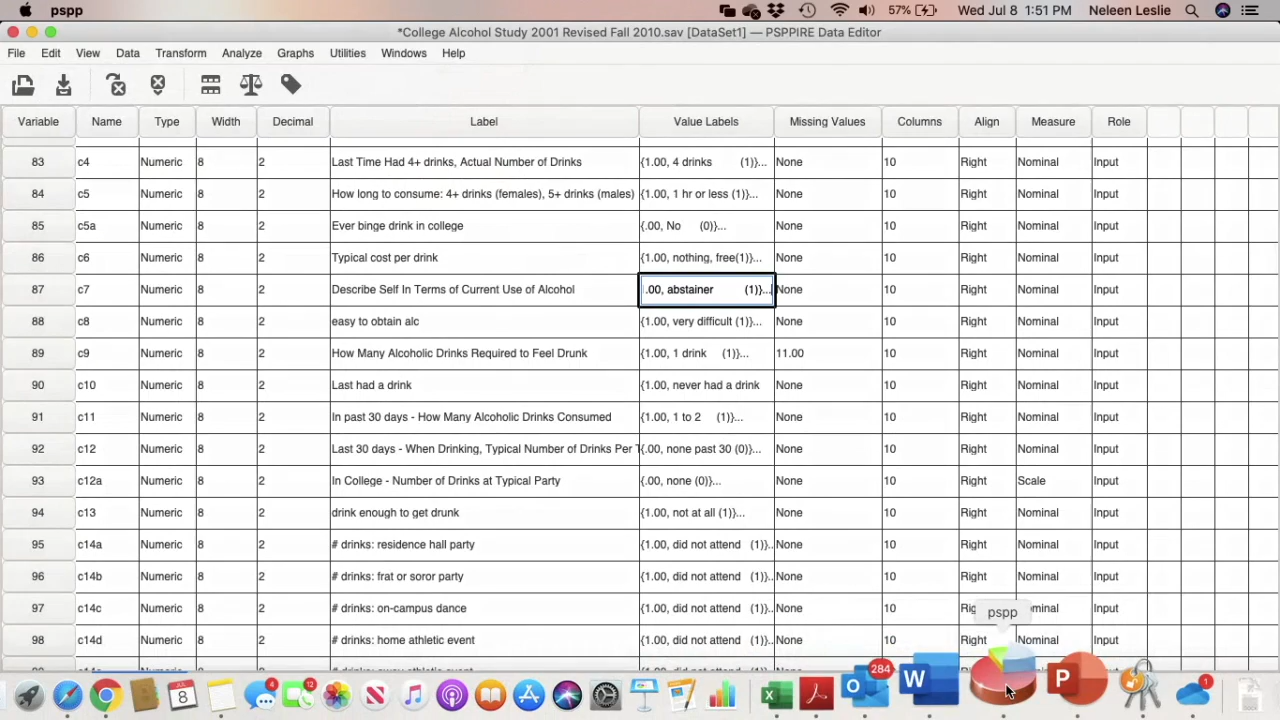 pspp 57% Wed Jul 8 1:51 PM Neleen Leslie
*College Alcohol Study 2001 Revised Fall 2010.sav [DataSet1] — PSPPIRE Data Editor
File Edit View Data Transform Analyze Graphs Utilities Windows Help
Variable Name Type Width Decimal Label Value Labels Missing Values Columns Align Measure Role
83 c4 Numeric 8 2 Last Time Had 4+ drinks, Actual Number of Drinks {1.00, 4 drinks (1)}... None 10 Right Nominal Input
84 c5 Numeric 8 2 How long to consume: 4+ drinks (females), 5+ drinks (males) {1.00, 1 hr or less (1)}... None 10 Right Nominal Input
85 c5a Numeric 8 2 Ever binge drink in college {.00, No (0)}... None 10 Right Nominal Input
86 c6 Numeric 8 2 Typical cost per drink {1.00, nothing, free(1)}... None 10 Right Nominal Input
87 c7 Numeric 8 2 Describe Self In Terms of Current Use of Alcohol .00, abstainer (1)}... None 10 Right Nominal Input
88 c8 Numeric 8 2 easy to obtain alc {1.00, very difficult (1)}... None 10 Right Nominal Input
89 c9 Numeric 8 2 How Many Alcoholic Drinks Required to Feel Drunk {1.00, 1 drink (1)}... 11.00 10 Right Nominal Input
90 c10 Numeric 8 2 Last had a drink {1.00, never had a drink None 10 Right Nominal Input
91 c11 Numeric 8 2 In past 30 days - How Many Alcoholic Drinks Consumed {1.00, 1 to 2 (1)}... None 10 Right Nominal Input
92 c12 Numeric 8 2 Last 30 days - When Drinking, Typical Number of Drinks Per {.00, none past 30 (0)}... None 10 Right Nominal Input
93 c12a Numeric 8 2 In College - Number of Drinks at Typical Party {.00, none (0)}... None 10 Right Scale Input
94 c13 Numeric 8 2 drink enough to get drunk {1.00, not at all (1)}... None 10 Right Nominal Input
95 c14a Numeric 8 2 # drinks: residence hall party {1.00, did not attend (1)}.. None 10 Right Nominal Input
96 c14b Numeric 8 2 # drinks: frat or soror party {1.00, did not attend (1)}.. None 10 Right Nominal Input
97 c14c Numeric 8 2 # drinks: on-campus dance {1.00, did not attend (1)}.. None 10 Rig pspp ominal Input
98 c14d Numeric 8 2 # drinks: home athletic event {1.00, did not attend (1)}.. None 10 Right Nominal Input
8 4 12 284 W P 1